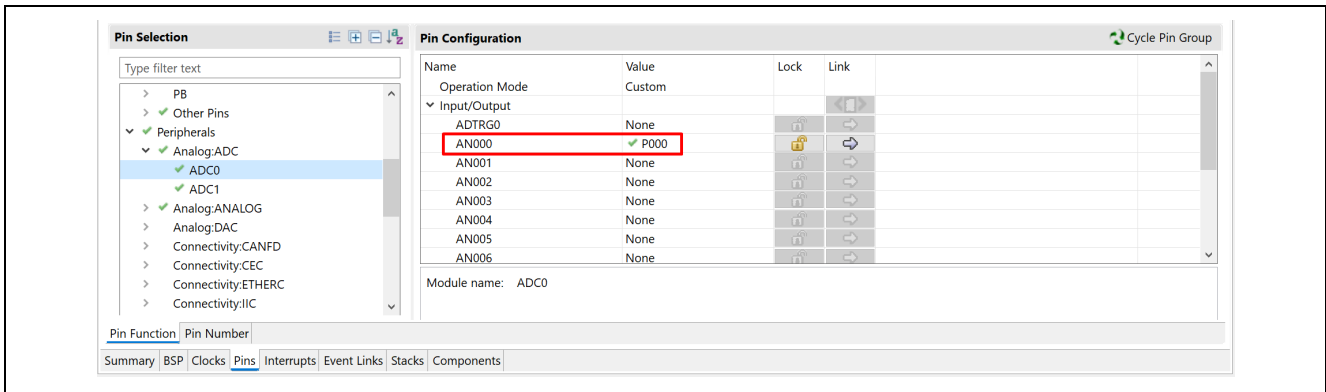 Pin Selection
Type filter text
PB
Other Pins
Peripherals
Analog:ADC
ADC0
ADC1
Analog:ANALOG
Analog:DAC
Connectivity:CANFD
Connectivity:CEC
Connectivity:ETHERC
Connectivity:IIC
Pin Configuration
Cycle Pin Group
Name Value Lock Link
Operation Mode Custom
Input/Output
ADTRG0 None
AN000 P000
AN001 None
AN002 None
AN003 None
AN004 None
AN005 None
AN006 None
Module name: ADC0
Pin Function Pin Number
Summary BSP Clocks Pins Interrupts Event Links Stacks Components